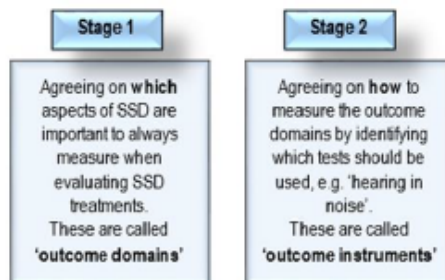 Stage 1
Agreeing on which
aspects of SSD are
important to always
measure when
evaluating SSD
treatments.
These are called
‘outcome domains’
Stage 2
Agreeing on how to
measure the outcome
domains by identifying
which tests should be
used, e.g. ‘hearing in
noise’.
These are called
‘outcome instruments’